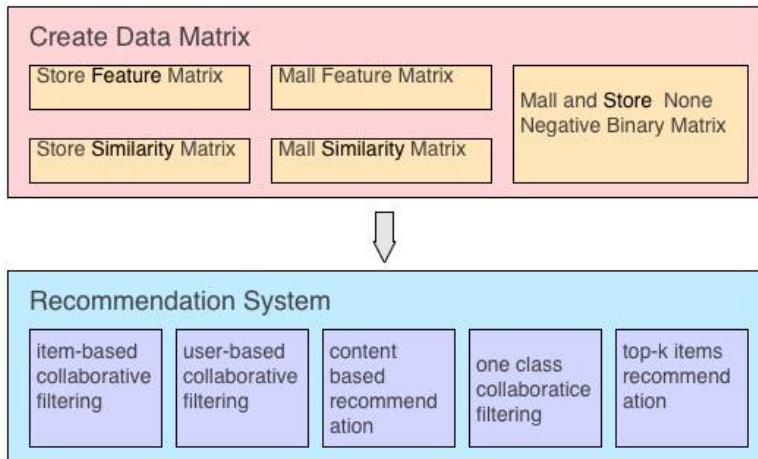 Create Data Matrix
Store Feature Matrix
Mall Feature Matrix
Mall and Store None
Negative Binary Matrix
Store Similarity Matrix
Mall Similarity Matrix
Recommendation System
item-based
collaborative
filtering
user-based
collaborative
filtering
content
based
recommend
ation
one class
collaboratice
filtering
top-k items
recommend
ation